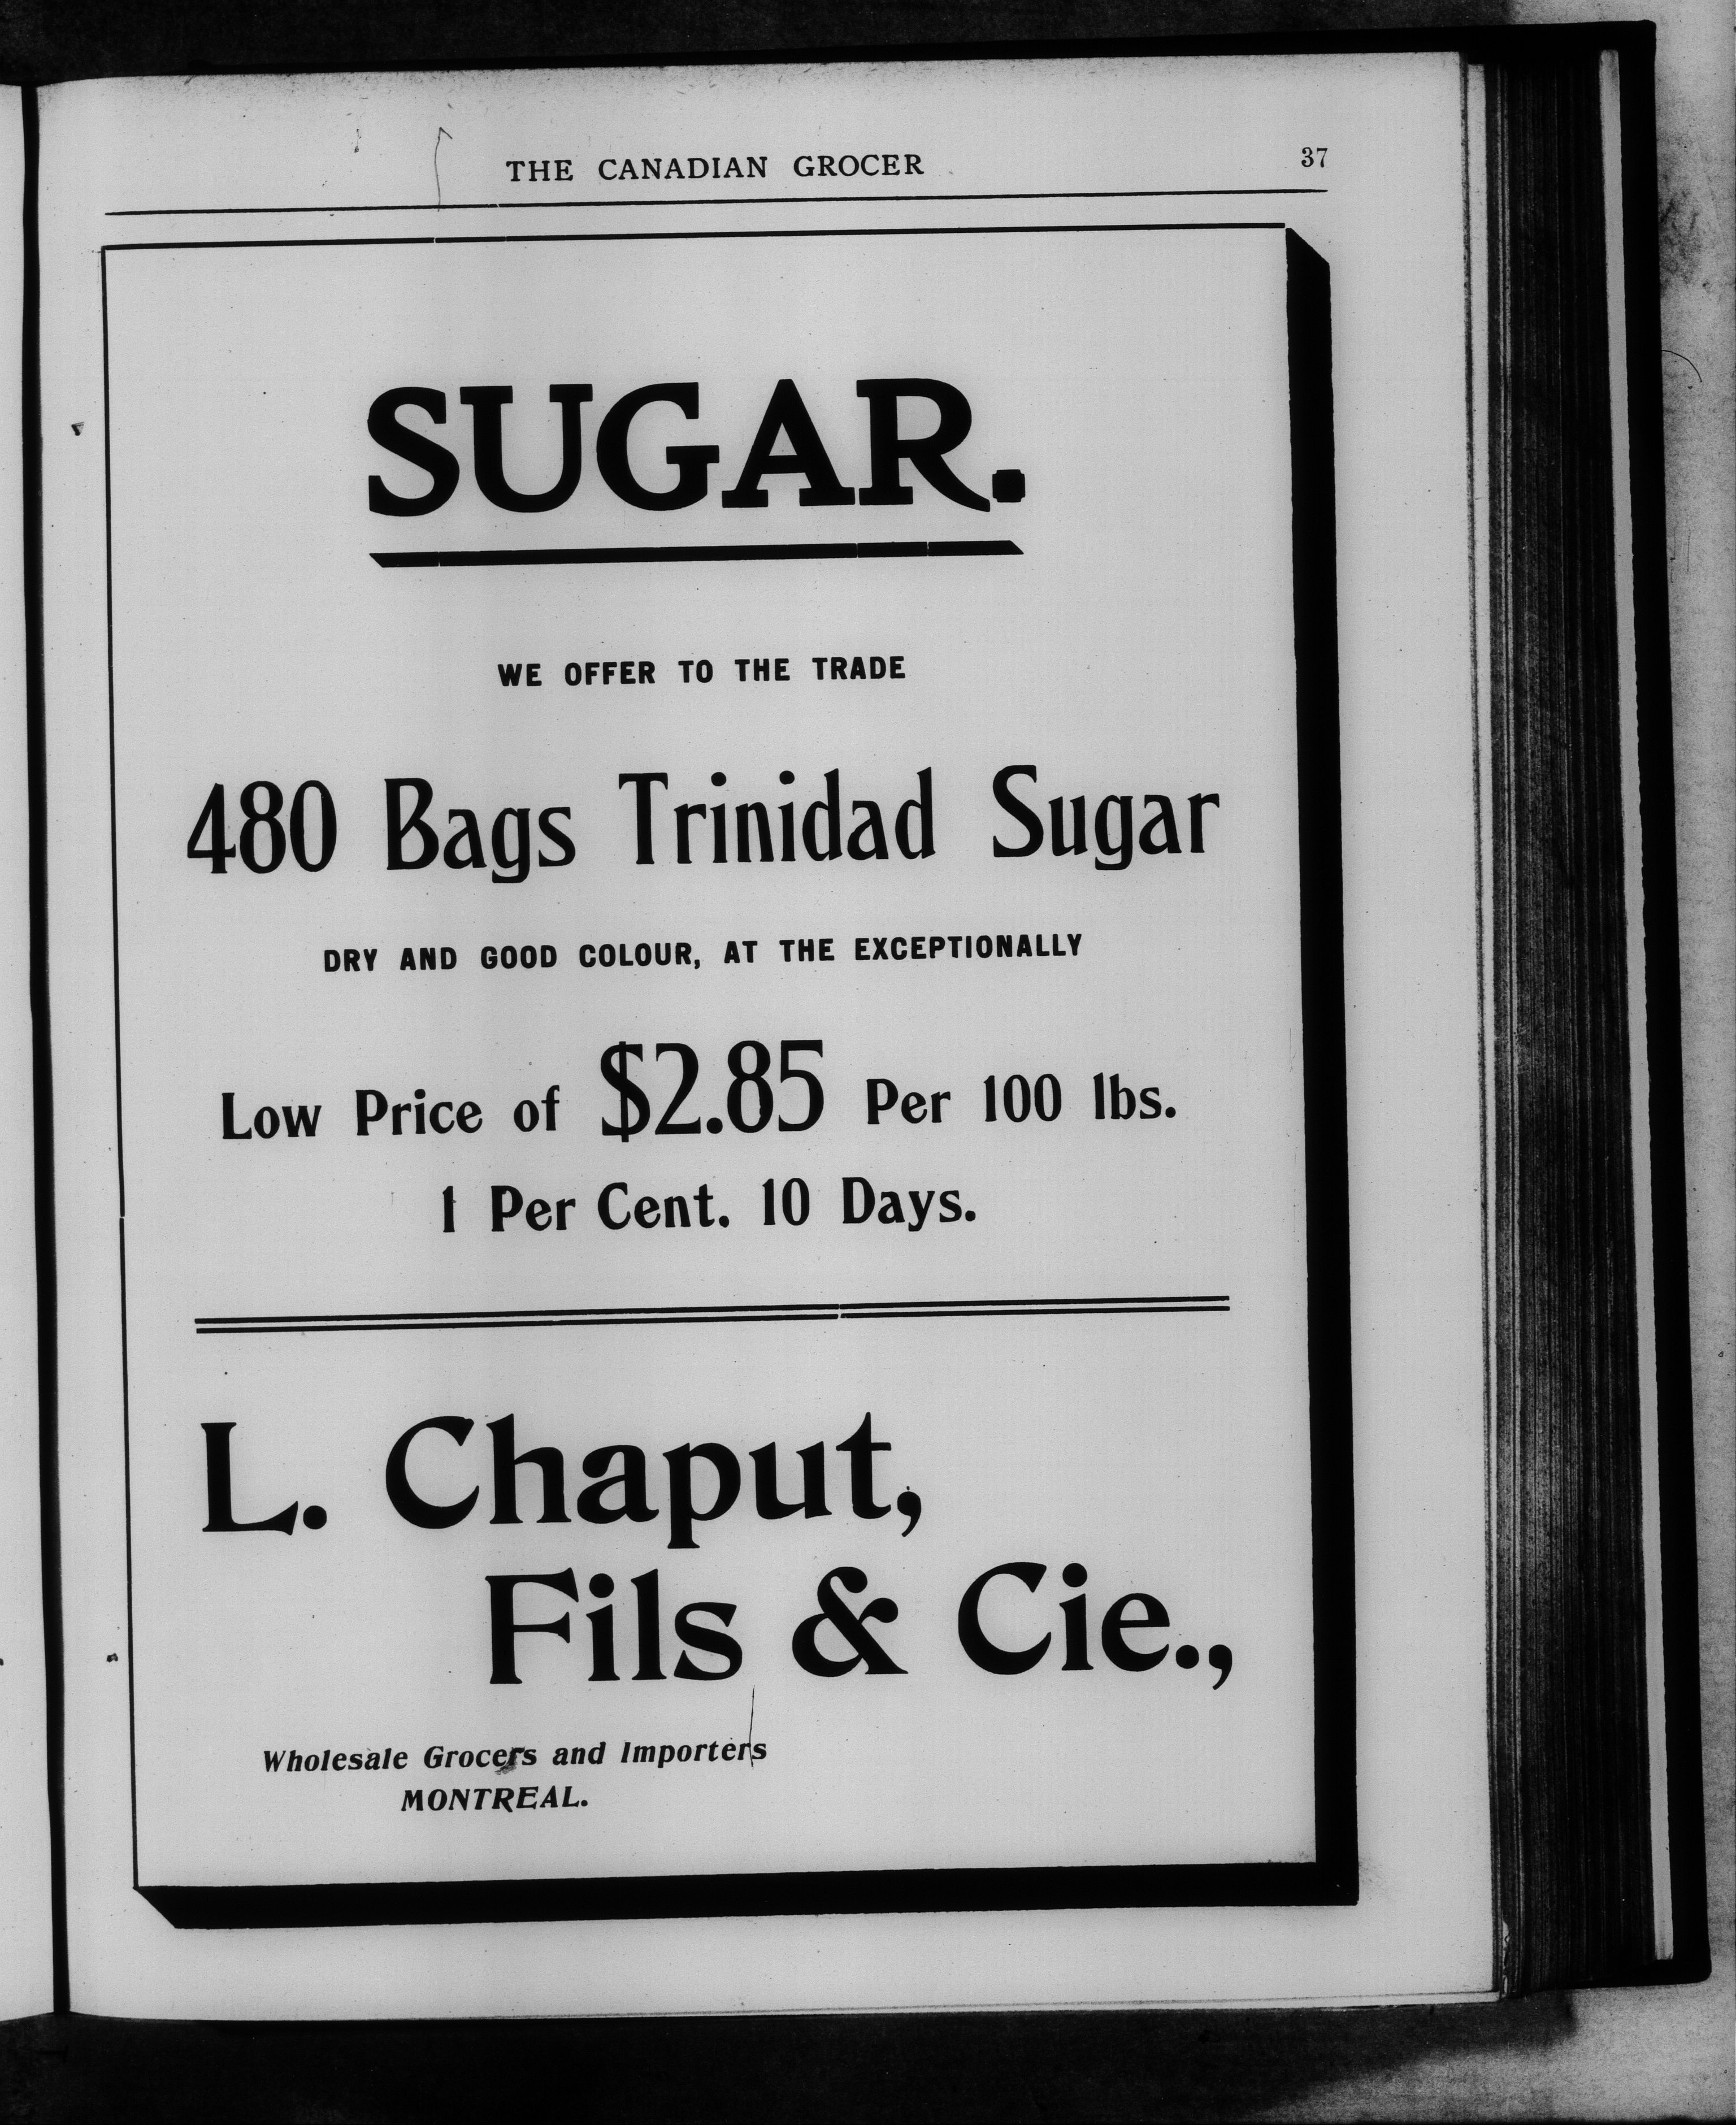 THE CANADIAN GROCER 37
SUGAR.
WE OFFER TO THE TRADE
480 Bags Trinidad Sugar
DRY AND GOOD COLOUR, AT THE EXCEPTIONALLY
Low Price of $2.85 Per 100 lbs.
1 Per Cent. 10 Days.
L. Chaput,
Fils & Cie.,
Wholesale Grocers and Importers
MONTREAL.